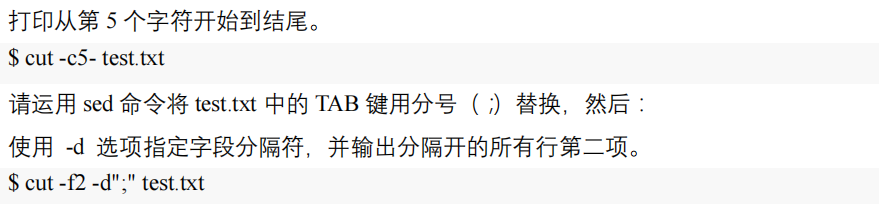 打印从第 5 个字符开始到结尾。
$ cut -c5- test.txt
请运用 sed 命令将 test.txt 中的 TAB 键用分号（ ;）替换，然后：
使用 -d 选项指定字段分隔符，并输出分隔开的所有行第二项。
$ cut -f2 -d";" test.txt